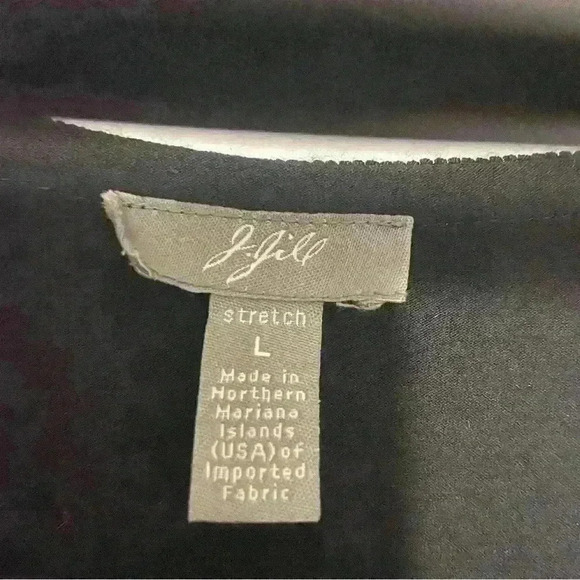 J.Jill
stretch
L
Made in
Northern
Mariana
Islands
(USA) of
Imported
Fabric